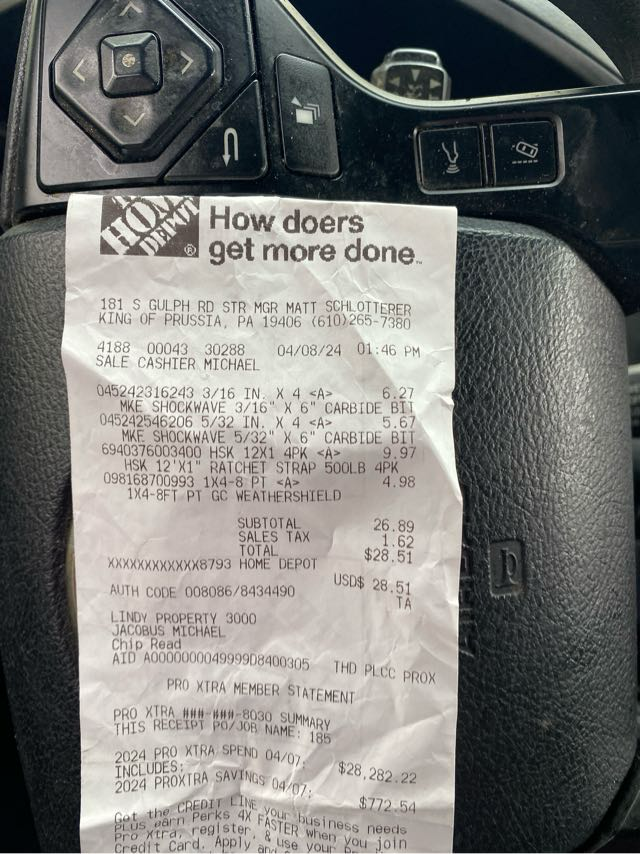 THE HOME DEPOT ®
How doers
get more done™
181 S GULPH RD STR MGR MATT SCHLOTTERER
KING OF PRUSSIA, PA 19406 (610)265-7380
4188 00043 30288 04/08/24 01:46 PM
SALE CASHIER MICHAEL
045242316243 3/16 IN. X 4 <A> 6.27
MKE SHOCKWAVE 3/16" X 6" CARBIDE BIT
045242546206 5/32 IN. X 4 <A> 5.67
MKE SHOCKWAVE 5/32" X 6" CARBIDE BIT
6940376003400 HSK 12X1 4PK <A> 9.97
HSK 12'X1" RATCHET STRAP 500LB 4PK
098168700993 1X4-8 PT <A> 4.98
1X4-8FT PT GC WEATHERSHIELD
SUBTOTAL 26.89
SALES TAX 1.62
TOTAL $28.51
XXXXXXXXXXXX8793 HOME DEPOT
USD$ 28.51
AUTH CODE 008086/8434490 TA
LINDY PROPERTY 3000
JACOBUS MICHAEL
Chip Read
AID A0000000049999D8400305 THD PLCC PROX
PRO XTRA MEMBER STATEMENT
PRO XTRA ###-###-8030 SUMMARY
THIS RECEIPT PO/JOB NAME: 185
2024 PRO XTRA SPEND 04/07:
INCLUDES: $28,282.22
2024 PROXTRA SAVINGS 04/07:
$772.54
Get the CREDIT LINE your business needs
PLUS earn Perks 4X FASTER when you join
Pro Xtra, register, & use your
Credit Card. Apply and